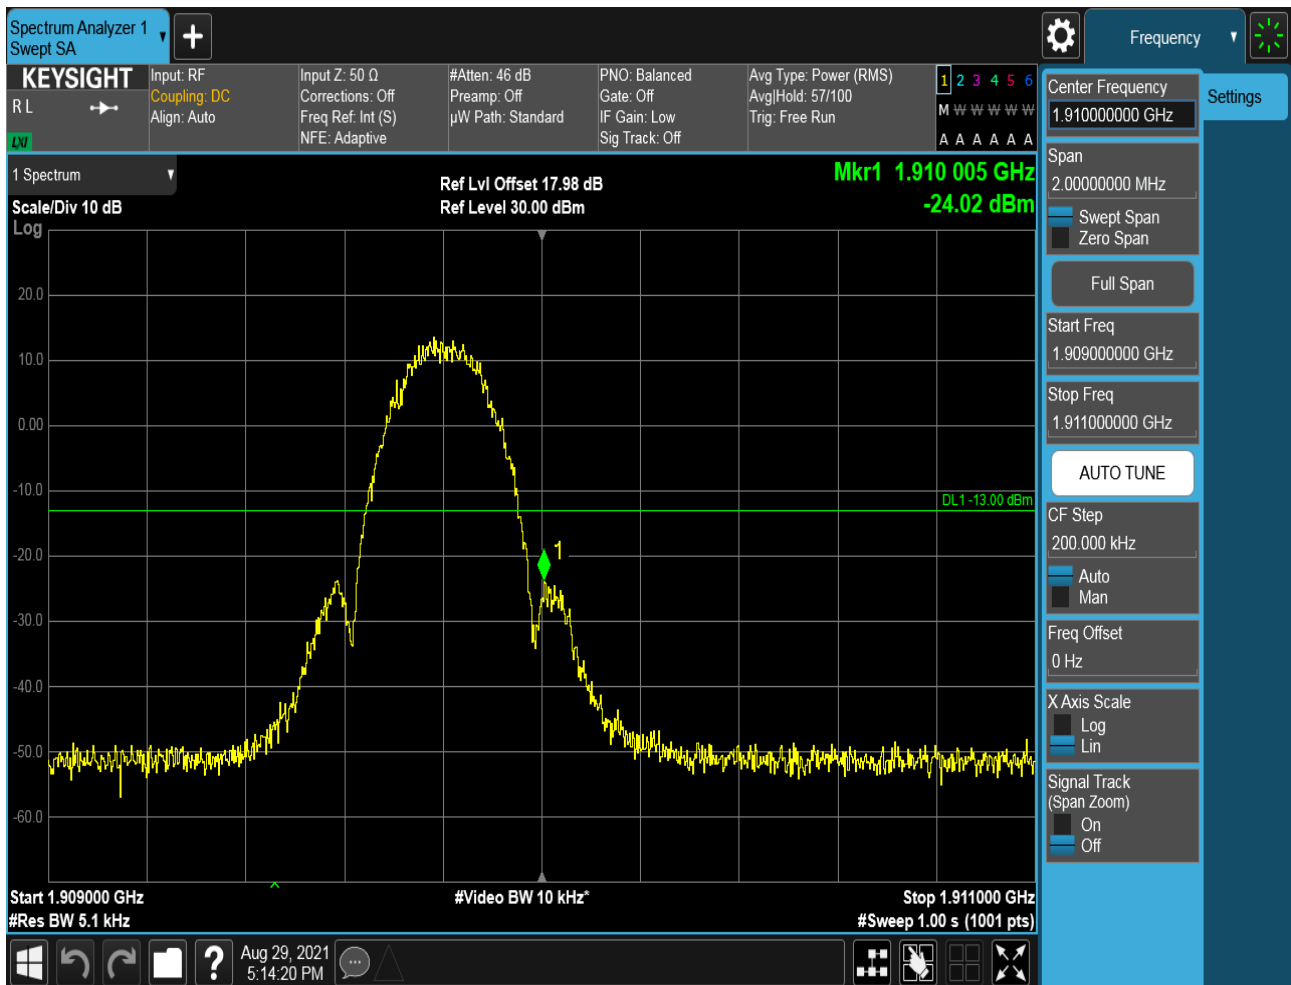 Spectrum Analyzer 1
Swept SA
Frequency
KEYSIGHT
R L
LXI
Input: RF
Coupling: DC
Align: Auto
Input Z: 50 Ω
Corrections: Off
Freq Ref: Int (S)
NFE: Adaptive
#Atten: 46 dB
Preamp: Off
µW Path: Standard
PNO: Balanced
Gate: Off
IF Gain: Low
Sig Track: Off
Avg Type: Power (RMS)
Avg|Hold: 57/100
Trig: Free Run
1 2 3 4 5 6
M W W W W W
A A A A A A
1 Spectrum
Scale/Div 10 dB
Log
Ref Lvl Offset 17.98 dB
Ref Level 30.00 dBm
Mkr1 1.910 005 GHz
-24.02 dBm
20.0
10.0
0.00
-10.0
-20.0
-30.0
-40.0
-50.0
-60.0
DL1 -13.00 dBm
1
Start 1.909000 GHz
#Res BW 5.1 kHz
#Video BW 10 kHz*
Stop 1.911000 GHz
#Sweep 1.00 s (1001 pts)
Center Frequency
1.910000000 GHz
Span
2.00000000 MHz
Swept Span
Zero Span
Full Span
Start Freq
1.909000000 GHz
Stop Freq
1.911000000 GHz
AUTO TUNE
CF Step
200.000 kHz
Auto
Man
Freq Offset
0 Hz
X Axis Scale
Log
Lin
Signal Track
(Span Zoom)
On
Off
Settings
?
Aug 29, 2021
5:14:20 PM